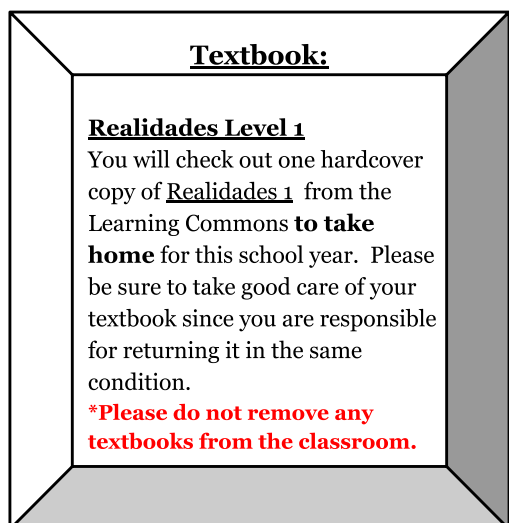 Textbook:
Realidades Level 1
You will check out one hardcover
copy of Realidades 1  from the
Learning Commons to take
home for this school year.  Please
be sure to take good care of your
textbook since you are responsible
for returning it in the same
condition.
*Please do not remove any
textbooks from the classroom.